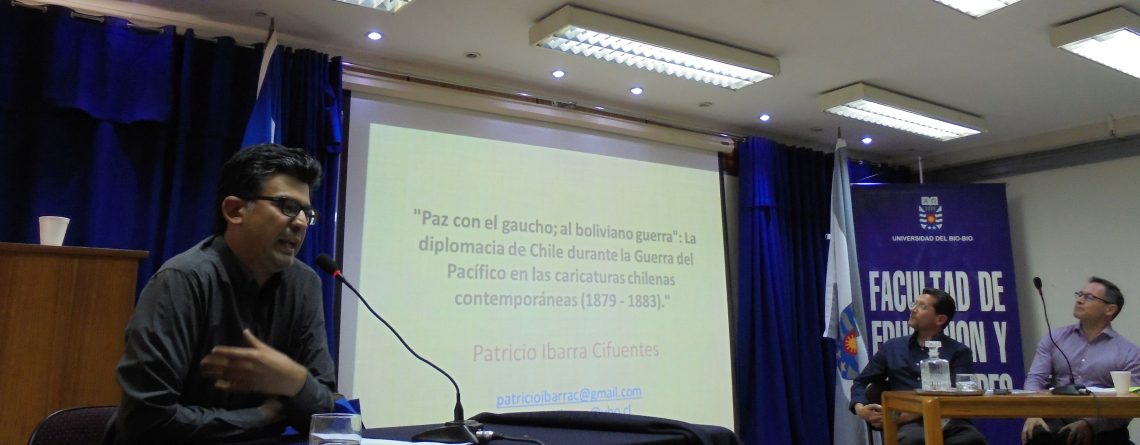 "Paz con el gaucho; al boliviano guerra": La
diplomacia de Chile durante la Guerra del
Pacífico en las caricaturas chilenas
contemporáneas (1879 - 1883)."
Patricio Ibarra Cifuentes
patricioibarrac@gmail.com
UNIVERSIDAD DEL BIO-BIO
FACULTAD DE
EDUCACION Y